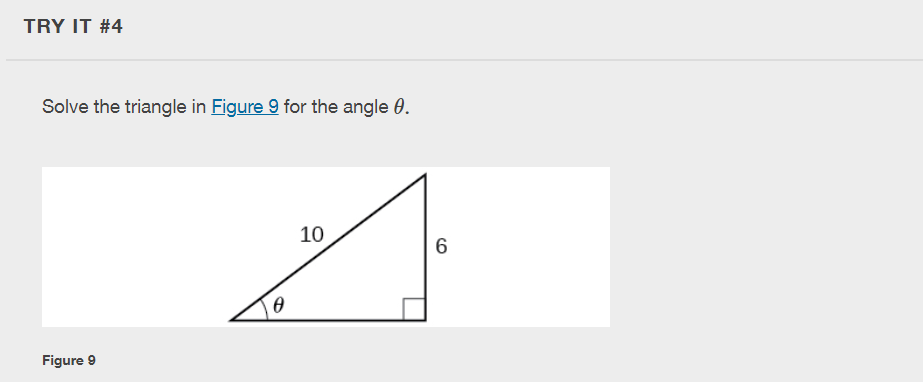 TRY IT #4
Solve the triangle in Figure 9 for the angle θ.
10
6
θ
Figure 9